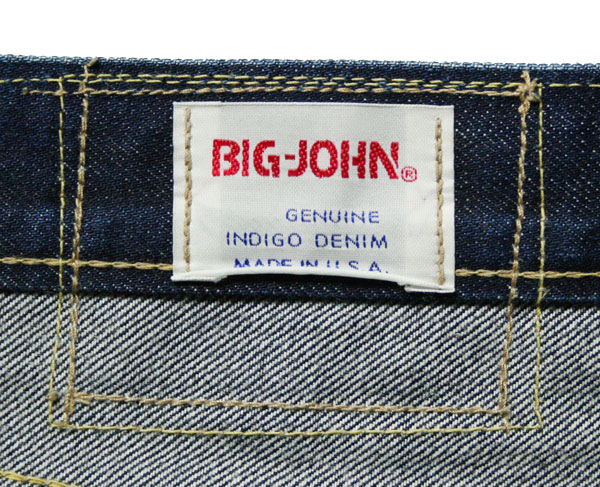 BIG-JOHN®
GENUINE
INDIGO DENIM
MADE IN U.S.A.